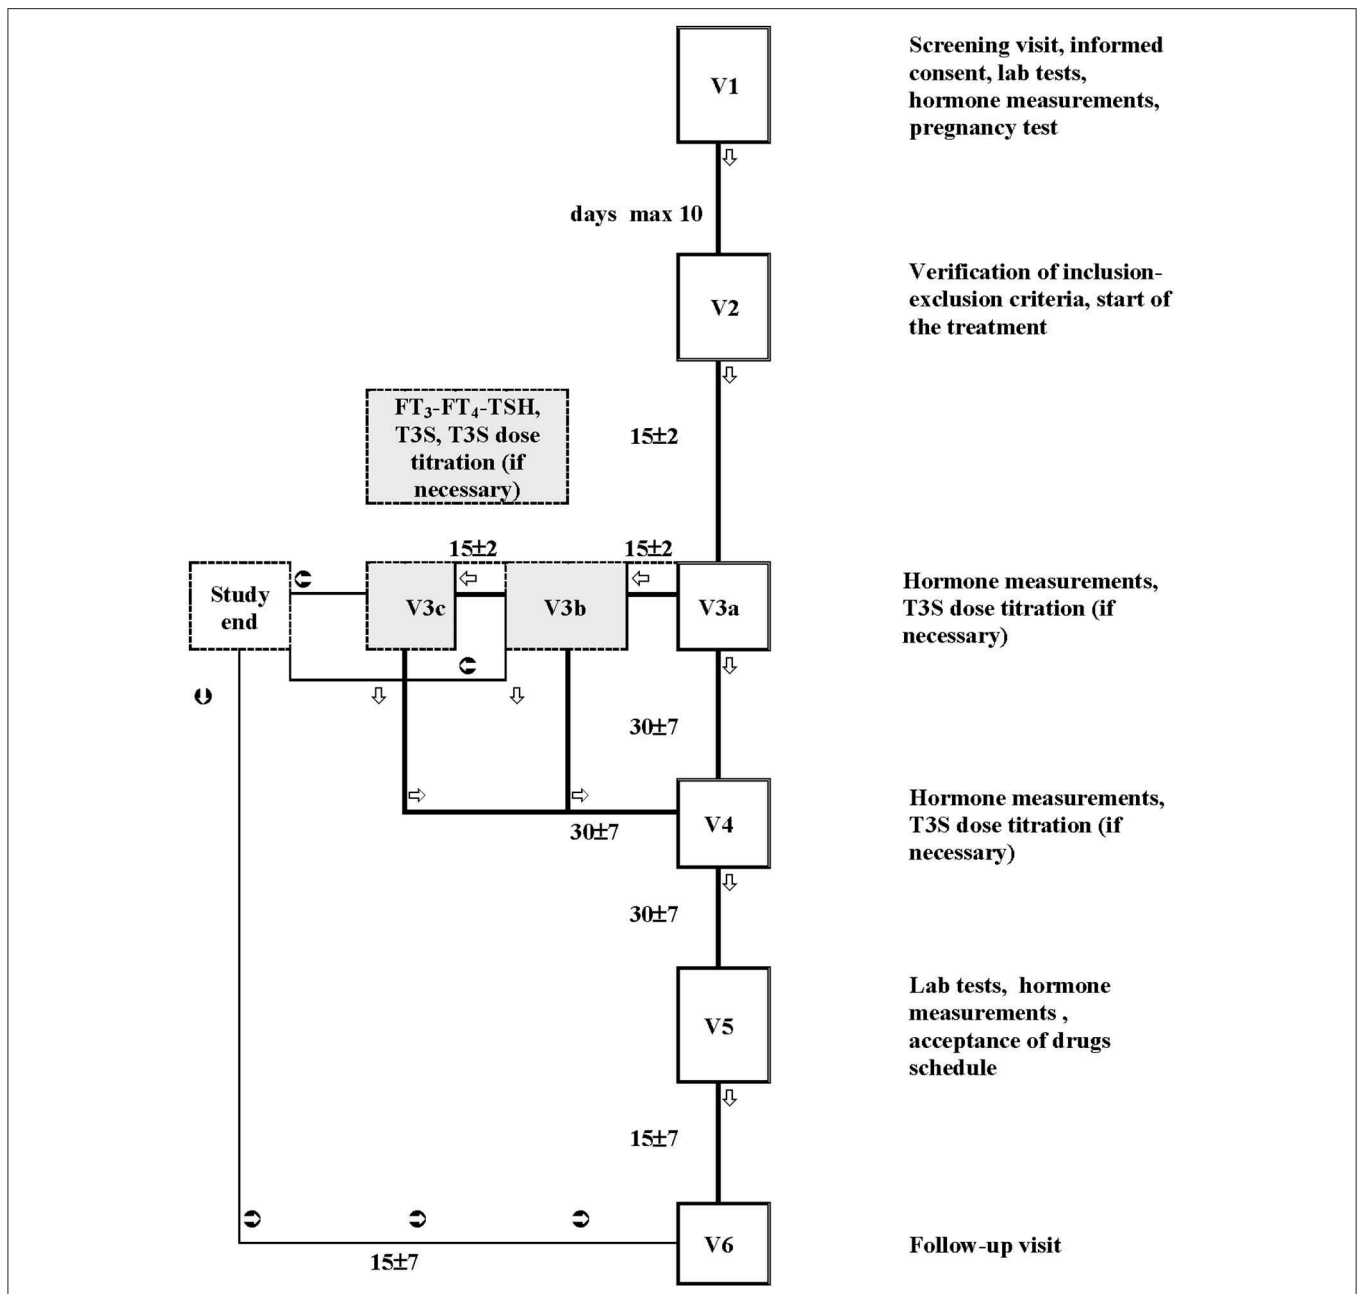 V1
Screening visit, informed
consent, lab tests,
hormone measurements,
pregnancy test
days max 10
V2
Verification of inclusion-
exclusion criteria, start of
the treatment
FT₃-FT₄-TSH,
T3S, T3S dose
titration (if
necessary)
15±2
15±2
15±2
Study
end
V3c
V3b
V3a
Hormone measurements,
T3S dose titration (if
necessary)
30±7
V4
Hormone measurements,
T3S dose titration (if
necessary)
30±7
30±7
V5
Lab tests, hormone
measurements ,
acceptance of drugs
schedule
15±7
V6
Follow-up visit
15±7